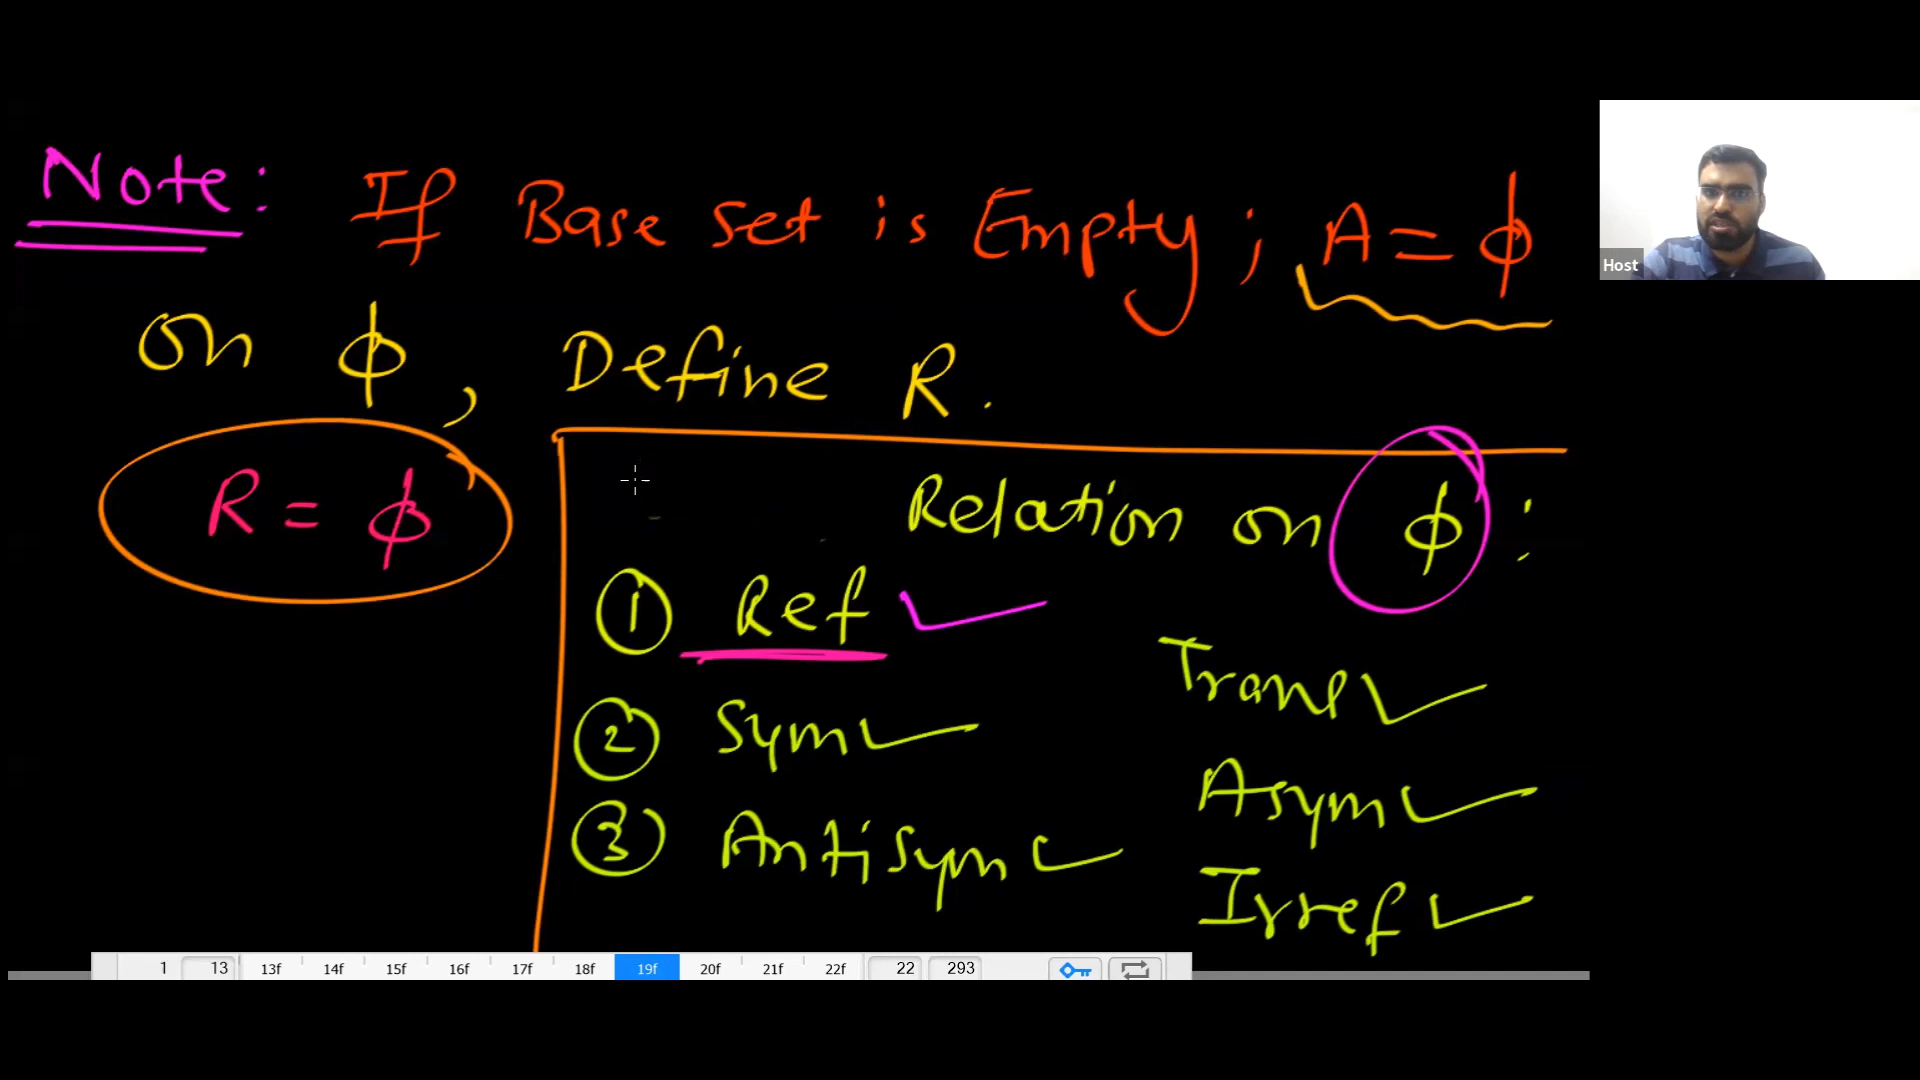 Note: If Base set is Empty; A = ϕ
Host
on ϕ, Define R.
R = ϕ
Relation on ϕ :
① Ref ✓
② Sym ✓
③ Antisym ✓
Trans ✓
Asym ✓
Irref ✓
1 13 13f 14f 15f 16f 17f 18f 19f 20f 21f 22f 22 293